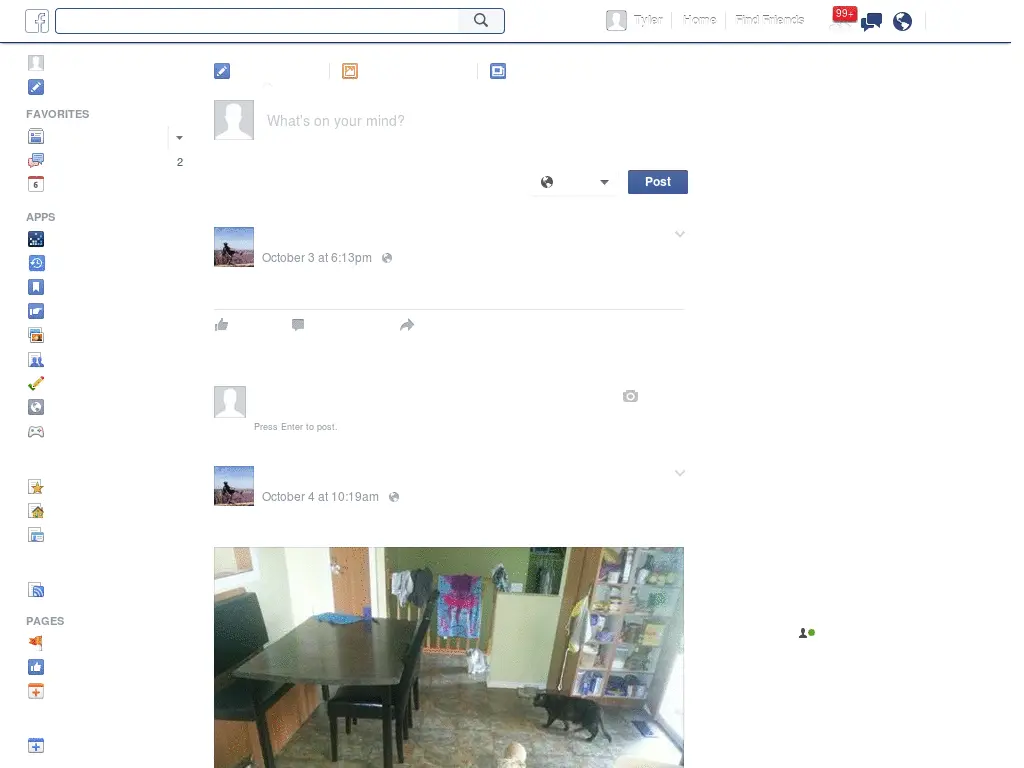 Tyler Home Find Friends 99+
FAVORITES
What's on your mind?
2
6
Post
APPS
October 3 at 6:13pm
Press Enter to post.
October 4 at 10:19am
PAGES